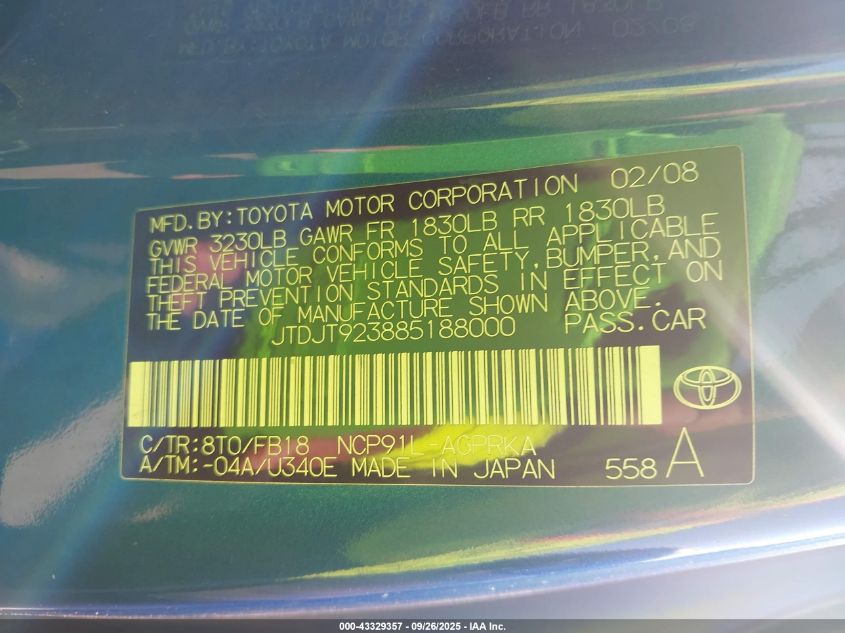 MFD.BY:TOYOTA MOTOR CORPORATION 02/08
GVWR 3230LB GAWR FR 1830LB RR 1830LB
THIS VEHICLE CONFORMS TO ALL APPLICABLE
FEDERAL MOTOR VEHICLE SAFETY,BUMPER,AND
THEFT PREVENTION STANDARDS IN EFFECT ON
THE DATE OF MANUFACTURE SHOWN ABOVE.
JTDJT923885188000 PASS.CAR
C/TR:8T0/FB18 NCP91L-AGPRKA
A/TM:-04A/U340E MADE IN JAPAN 558 A
000-43329357 - 09/26/2025 - IAA Inc.